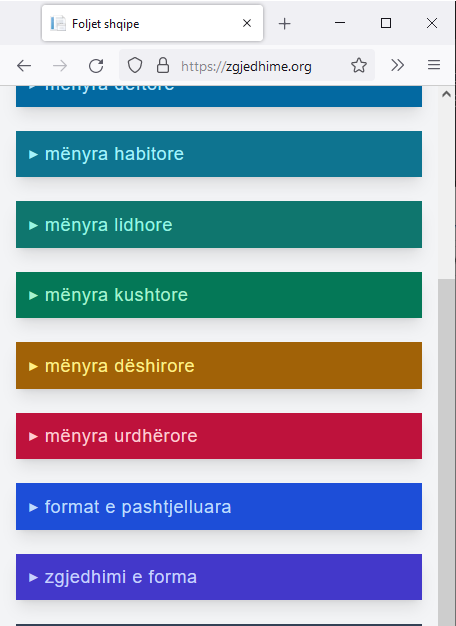 Foljet shqipe
https://zgjedhime.org
mënyra dëftore
▸ mënyra habitore
▸ mënyra lidhore
▸ mënyra kushtore
▸ mënyra dëshirore
▸ mënyra urdhërore
▸ format e pashtjelluara
▸ zgjedhimi e forma